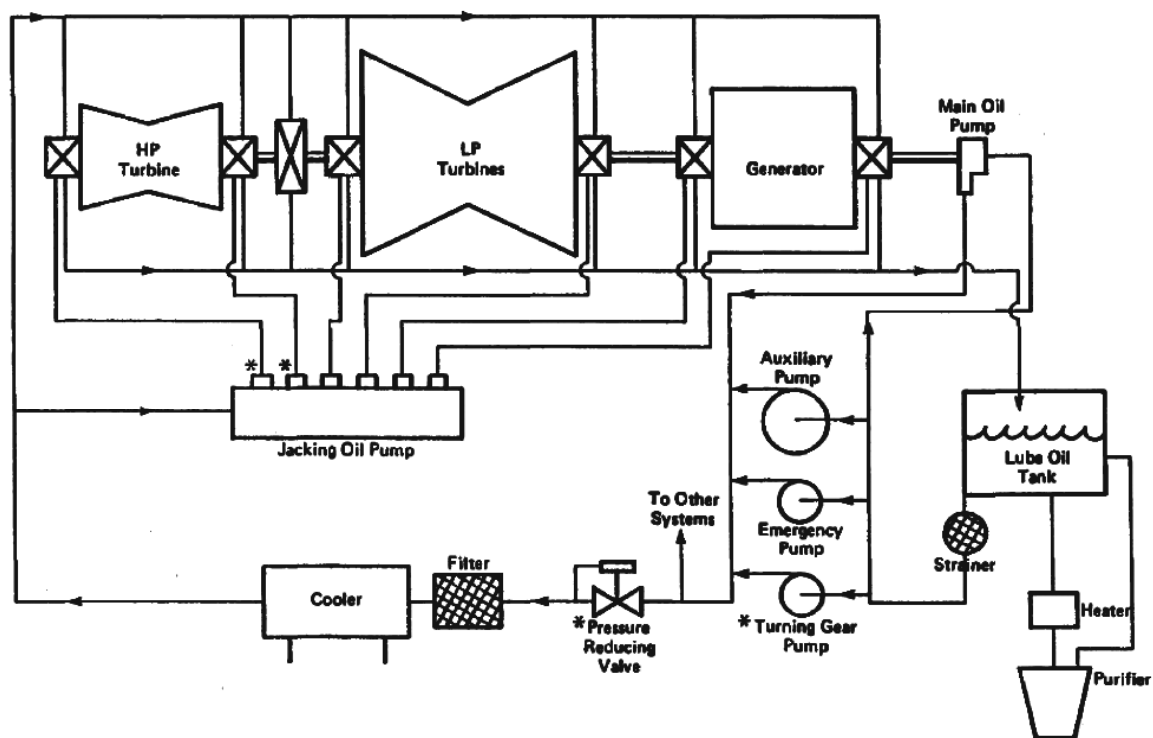 Main Oil
Pump
HP
Turbine
LP
Turbines
Generator
*
*
Jacking Oil Pump
Auxiliary
Pump
Lube Oil
Tank
To Other
Systems
Emergency
Pump
Strainer
Filter
Cooler
* Pressure
Reducing
Valve
* Turning Gear
Pump
Heater
Purifier